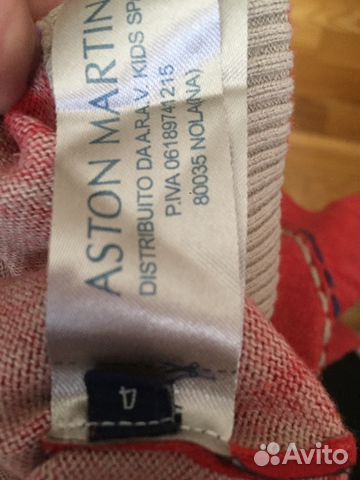 ASTON MARTIN
DISTRIBUITO DA A.R.A.V. KIDS SP
P.IVA 06189741215
80035 NOLA(NA)
4
Avito